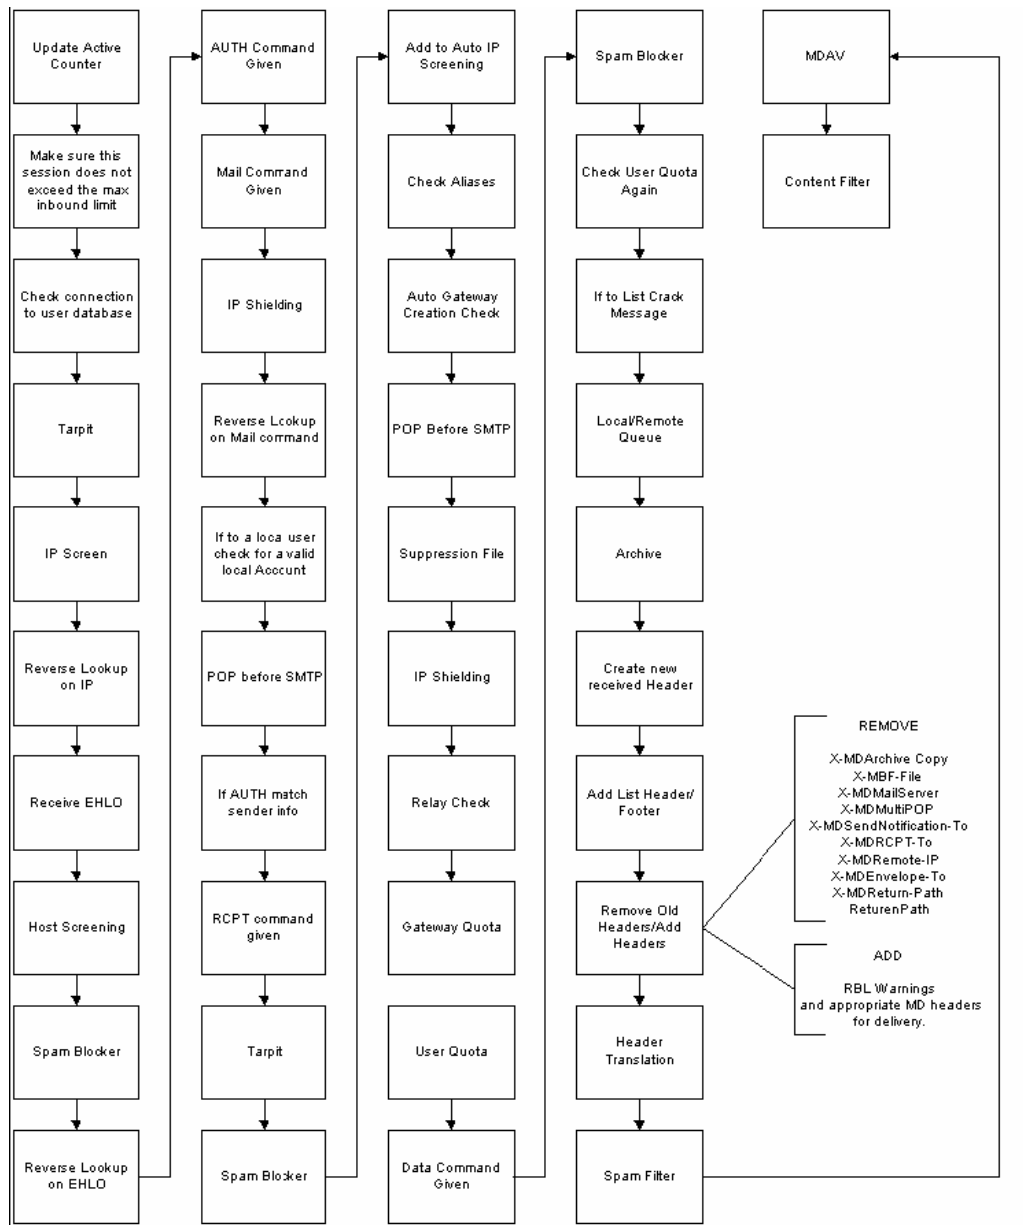 Update Active
Counter
Make sure this
session does not
exceed the max
inbound limit
Check connection
to user database
Tarpit
IP Screen
Reverse Lookup
on IP
Receive EHLO
Host Screening
Spam Blocker
Reverse Lookup
on EHLO
AUTH Command
Given
Mail Command
Given
IP Shielding
Reverse Lookup
on Mail command
If to a loca user
check for a valid
local Account
POP before SMTP
If AUTH match
sender info
RCPT command
given
Tarpit
Spam Blocker
Add to Auto IP
Screening
Check Aliases
Auto Gateway
Creation Check
POP Before SMTP
Suppression File
IP Shielding
Relay Check
Gateway Quota
User Quota
Data Command
Given
Spam Blocker
Check User Quota
Again
If to List Crack
Message
Local/Remote
Queue
Archive
Create new
received Header
Add List Header/
Footer
Remove Old
Headers/Add
Headers
Header
Translation
Spam Filter
MDAV
Content Filter
REMOVE
X-MDArchive Copy
X-MBF-File
X-MDMailServer
X-MDMultiPOP
X-MDSendNotification-To
X-MDRCPT-To
X-MDRemote-IP
X-MDEnvelope-To
X-MDReturn-Path
ReturenPath
ADD
RBL Warnings
and appropriate MD headers
for delivery.